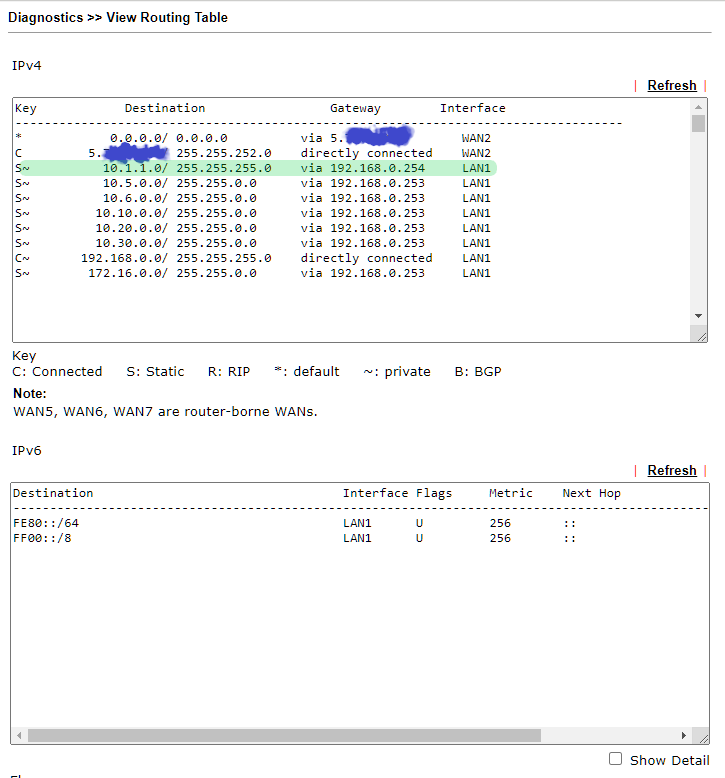 Diagnostics >> View Routing Table
IPv4
| Refresh |
Key Destination Gateway Interface
---------------------------------------------------------------------------------
* 0.0.0.0/ 0.0.0.0 via 5. WAN2
C 5. / 255.255.252.0 directly connected WAN2
S~ 10.1.1.0/ 255.255.255.0 via 192.168.0.254 LAN1
S~ 10.5.0.0/ 255.255.0.0 via 192.168.0.253 LAN1
S~ 10.6.0.0/ 255.255.0.0 via 192.168.0.253 LAN1
S~ 10.10.0.0/ 255.255.0.0 via 192.168.0.253 LAN1
S~ 10.20.0.0/ 255.255.0.0 via 192.168.0.253 LAN1
S~ 10.30.0.0/ 255.255.0.0 via 192.168.0.253 LAN1
C~ 192.168.0.0/ 255.255.255.0 directly connected LAN1
S~ 172.16.0.0/ 255.255.0.0 via 192.168.0.253 LAN1
Key
C: Connected S: Static R: RIP *: default ~: private B: BGP
Note:
WAN5, WAN6, WAN7 are router-borne WANs.
IPv6
| Refresh |
Destination Interface Flags Metric Next Hop
-----------------------------------------------------------------------------------------------
FE80::/64 LAN1 U 256 ::
FF00::/8 LAN1 U 256 ::
Show Detail